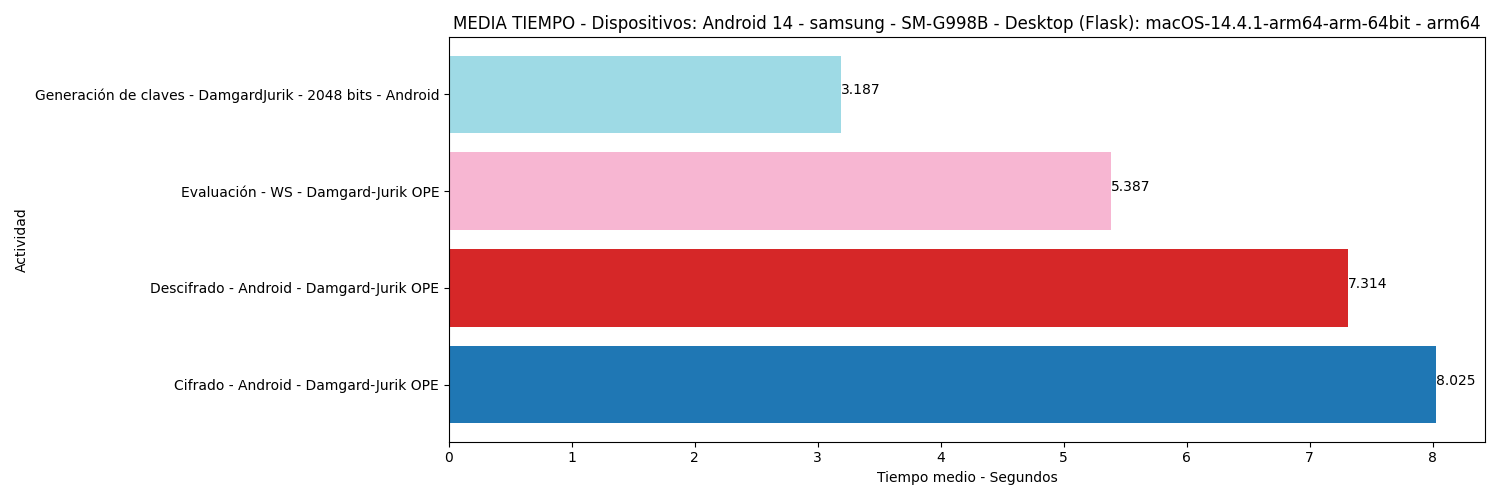 MEDIA TIEMPO - Dispositivos: Android 14 - samsung - SM-G998B - Desktop (Flask): macOS-14.4.1-arm64-arm-64bit - arm64
Generación de claves - DamgardJurik - 2048 bits - Android
3.187
Evaluación - WS - Damgard-Jurik OPE
5.387
Descifrado - Android - Damgard-Jurik OPE
7.314
Cifrado - Android - Damgard-Jurik OPE
8.025
Actividad
0 1 2 3 4 5 6 7 8
Tiempo medio - Segundos